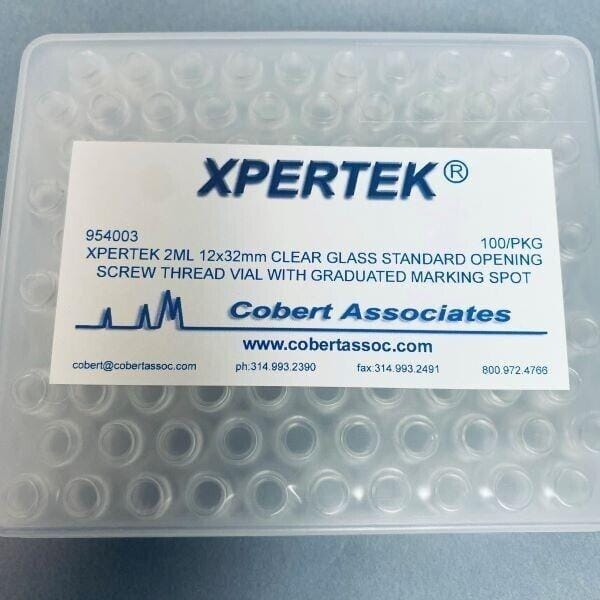 XPERTEK®
954003 100/PKG
XPERTEK 2ML 12x32mm CLEAR GLASS STANDARD OPENING
SCREW THREAD VIAL WITH GRADUATED MARKING SPOT
Cobert Associates
www.cobertassoc.com
cobert@cobertassoc.com ph:314.993.2390 fax:314.993.2491 800.972.4766